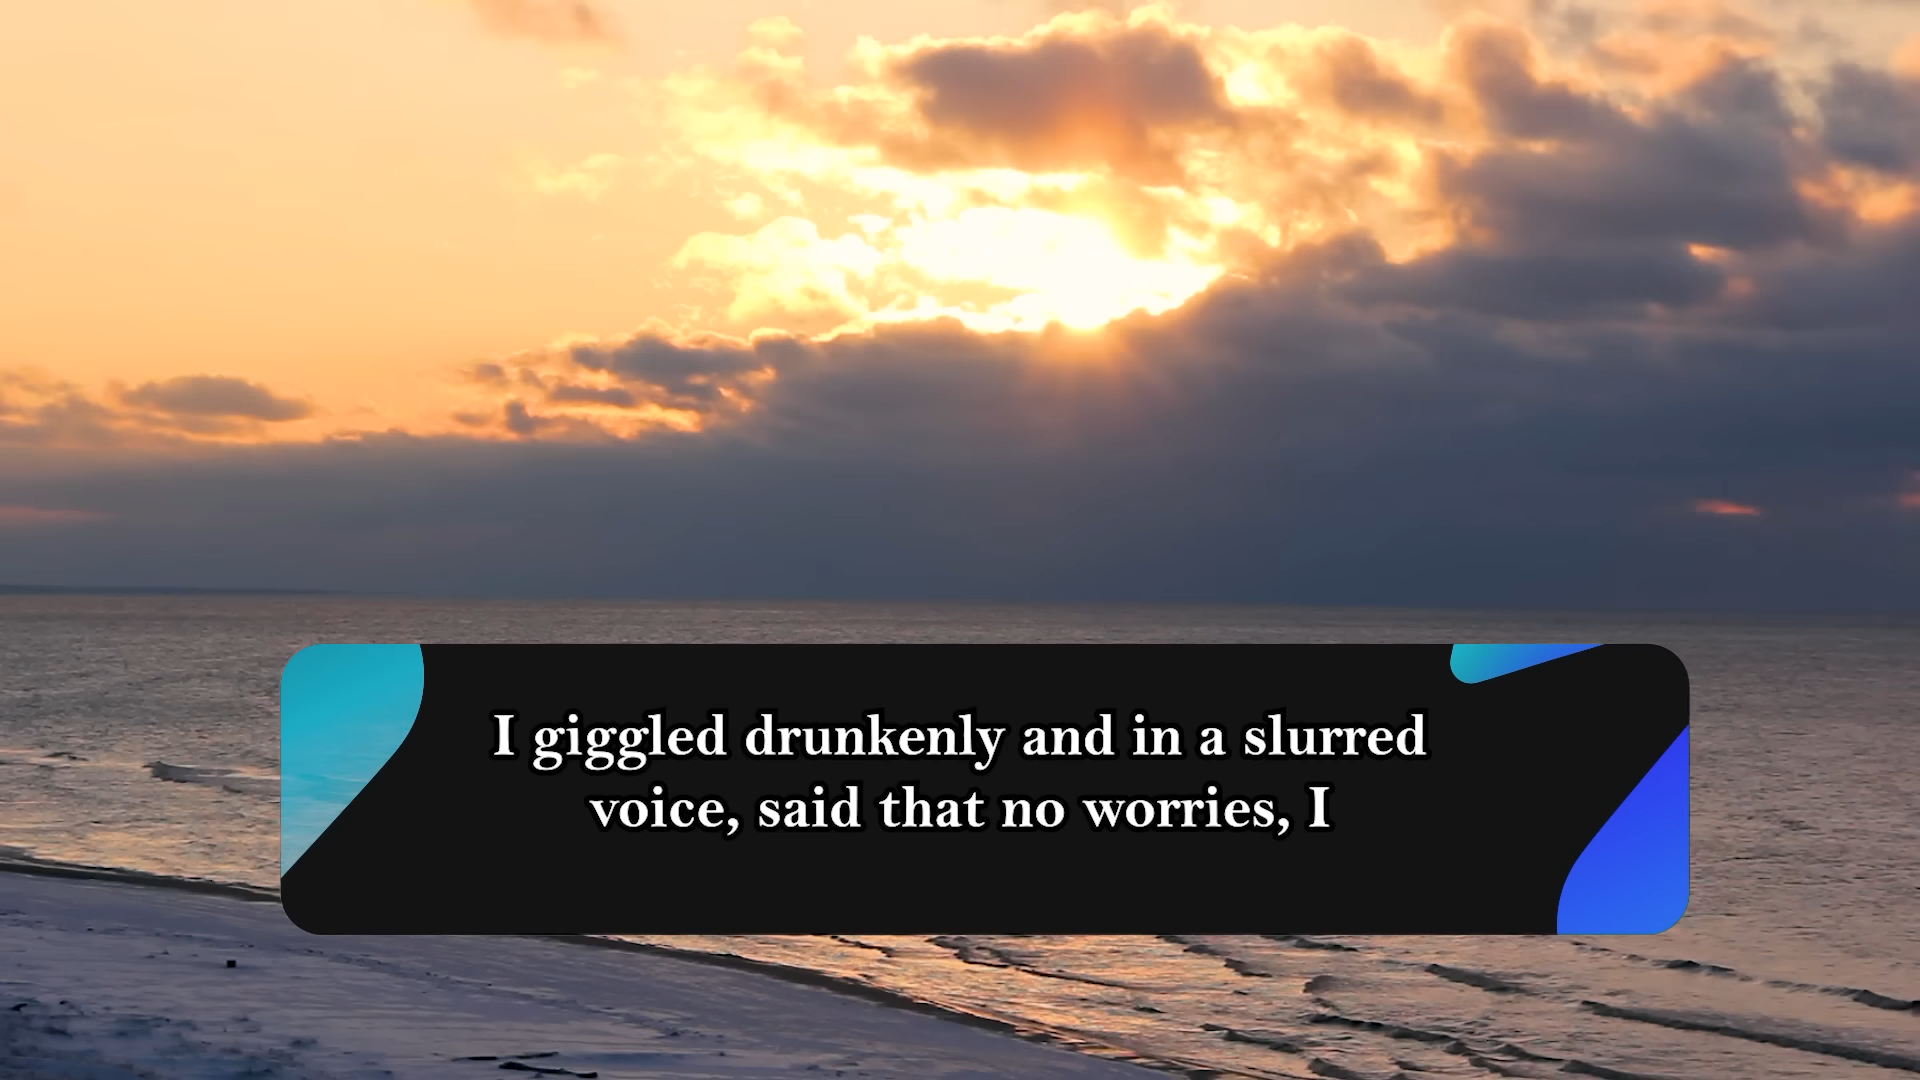 I giggled drunkenly and in a slurred
voice, said that no worries, I